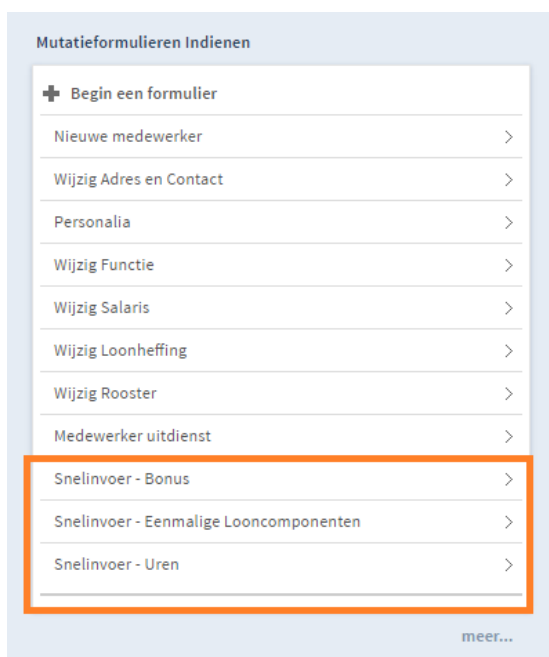 Mutatieformulieren Indienen
Begin een formulier
Nieuwe medewerker
Wijzig Adres en Contact
Personalia
Wijzig Functie
Wijzig Salaris
Wijzig Loonheffing
Wijzig Rooster
Medewerker uitdienst
Snelinvoer - Bonus
Snelinvoer - Eenmalige Looncomponenten
Snelinvoer - Uren
meer...